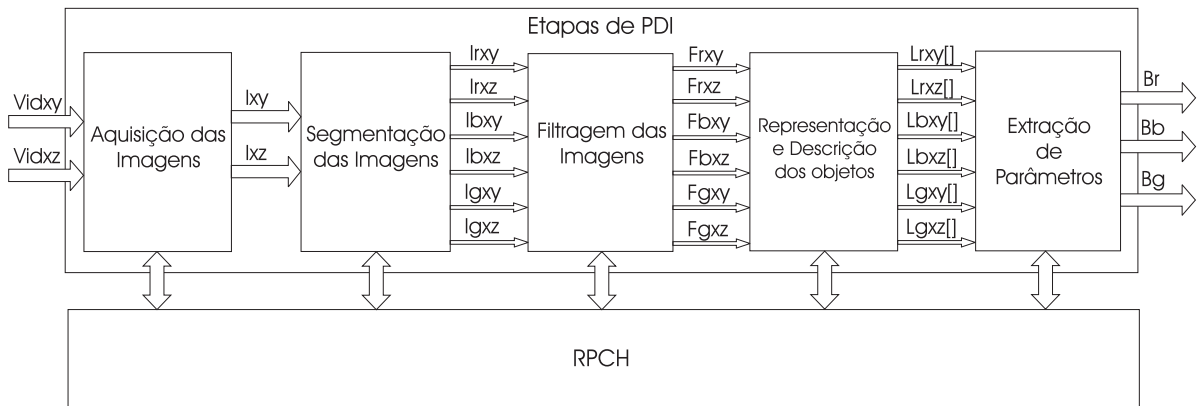 Etapas de PDI
Vidxy
Vidxz
Aquisição das
Imagens
Ixy
Ixz
Segmentação
das Imagens
Irxy
Irxz
Ibxy
Ibxz
Igxy
Igxz
Filtragem das
Imagens
Frxy
Frxz
Fbxy
Fbxz
Fgxy
Fgxz
Representação
e Descrição
dos objetos
Lrxy[]
Lrxz[]
Lbxy[]
Lbxz[]
Lgxy[]
Lgxz[]
Extração
de
Parâmetros
Br
Bb
Bg
RPCH